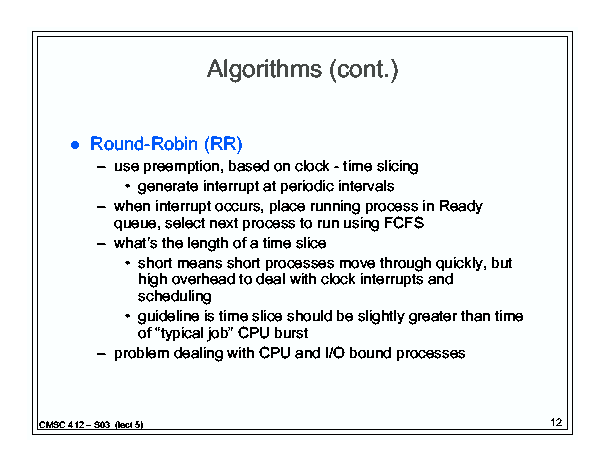 Algorithms (cont.)
● Round-Robin (RR)
– use preemption, based on clock - time slicing
• generate interrupt at periodic intervals
– when interrupt occurs, place running process in Ready
queue, select next process to run using FCFS
– what's the length of a time slice
• short means short processes move through quickly, but
high overhead to deal with clock interrupts and
scheduling
• guideline is time slice should be slightly greater than time
of “typical job” CPU burst
– problem dealing with CPU and I/O bound processes
CMSC 412 – S03 (lect 5)
12